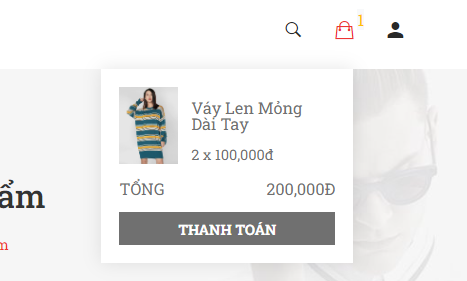 1
Váy Len Mỏng
Dài Tay
2 x 100,000đ
TỔNG 200,000Đ
THANH TOÁN
ẩm
m